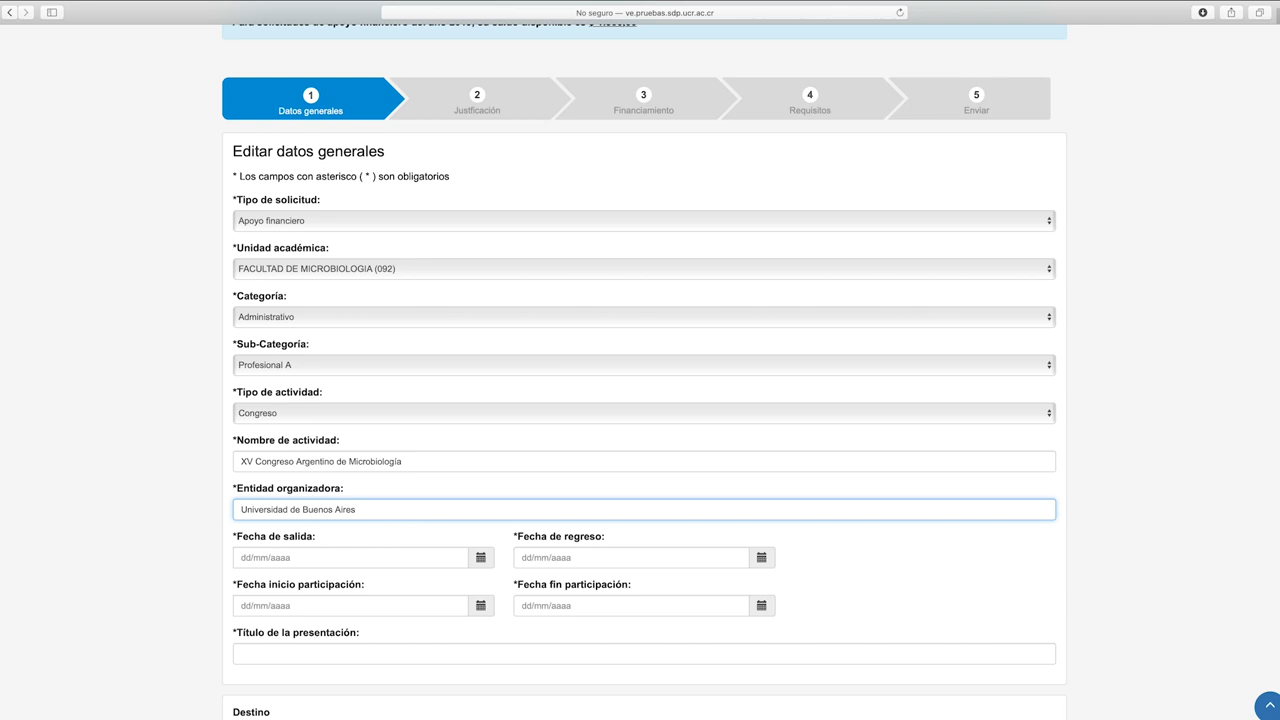 No seguro — ve.pruebas.sdp.ucr.ac.cr
1
Datos generales
2
Justficación
3
Financiamiento
4
Requisitos
5
Enviar
Editar datos generales
* Los campos con asterisco ( * ) son obligatorios
*Tipo de solicitud:
Apoyo financiero
*Unidad académica:
FACULTAD DE MICROBIOLOGIA (092)
*Categoría:
Administrativo
*Sub-Categoría:
Profesional A
*Tipo de actividad:
Congreso
*Nombre de actividad:
XV Congreso Argentino de Microbiología
*Entidad organizadora:
Universidad de Buenos Aires
*Fecha de salida: *Fecha de regreso:
dd/mm/aaaa dd/mm/aaaa
*Fecha inicio participación: *Fecha fin participación:
dd/mm/aaaa dd/mm/aaaa
*Título de la presentación:
Destino